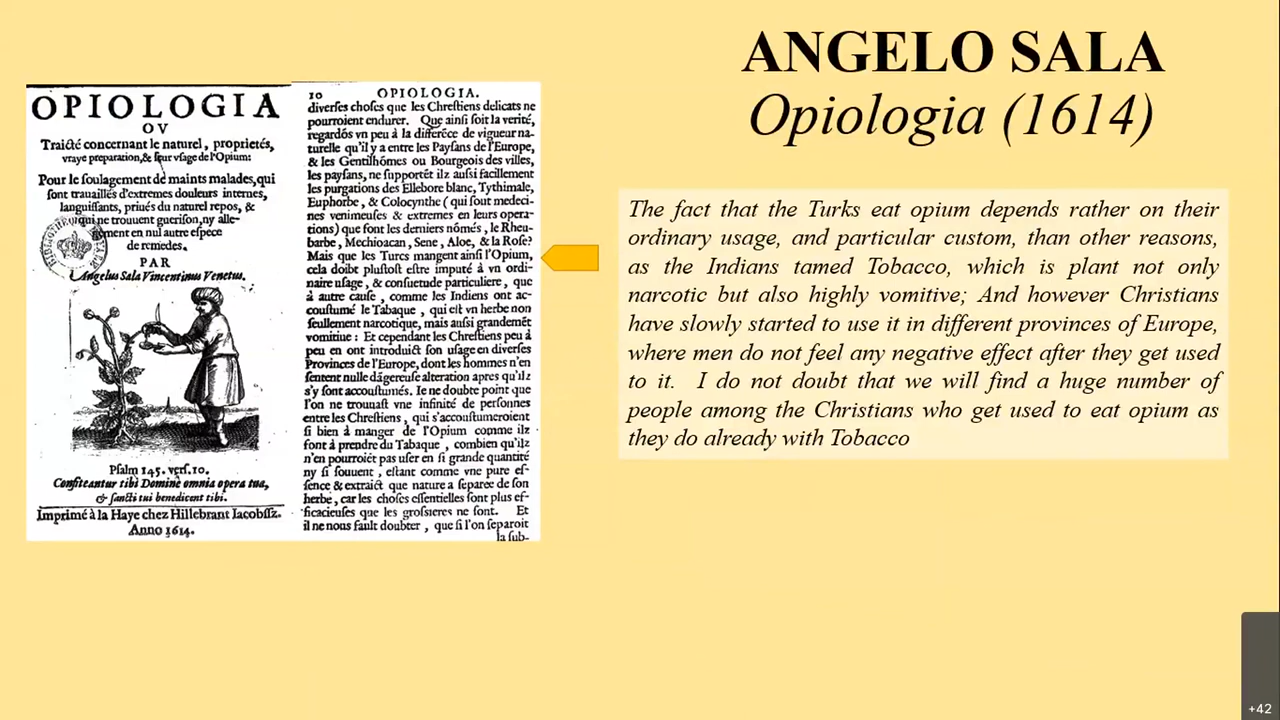 OPIOLOGIA
OV
Traicté concernant le naturel, proprietés,
vraye preparation, & seur vsage de l'Opium:
Pour le soulagement de maints malades, qui
sont trauaillés d'extremes douleurs internes,
languissants, priués du naturel repos, &
qui ne trouuent guerison, ny alle-
ment en nul autre espece
de remedes.
PAR
Angelus Sala Vincentinus Venetus.
Psalm 145. vers. 10.
Confiteantur tibi Domine omnia opera tua,
& sancti tui benedicent tibi.
Imprimé à la Haye chez Hillebrant Iacobssz.
Anno 1614.
10 OPIOLOGIA.
diverses choses que les Chrestiens delicats ne
pourroient endurer. Que ainsi soit la verité,
regardós vn peu à la differéce de vigueur na-
turelle qu'il y a entre les Paysans de l'Europe,
& les Gentilhómes ou Bourgeois des villes,
les paysans, ne supportét ilz aussi facillement
les purgations des Ellebore blanc, Tythimale,
Euphorbe, & Colocynthe (qui sout medeci-
nes venimeuses & extremes en leurs opera-
tions) que font les derniers nómés, le Rheu-
barbe, Mechioacan, Sene, Aloe, & la Rose?
Mais que les Turcs mangent ainsi l'Opium,
cela doibt plustost estre imputé à vn ordi-
naire usage, & consuetude particuliere, que
à autre cause, comme les Indiens ont ac-
coustumé le Tabaque, qui est vn herbe non
seullement narcotique, mais aussi grandemét
vomitiue: Et cependant les Chrestiens peu à
peu en ont introduict son usage en diverses
Provinces de l'Europe, dont les hommes n'en
sentent nulle dágereuse alteration apres qu'ilz
s'y sont accoustumés. Ie ne doubte point que
l'on ne trouuast vne infinité de personnes
entre les Chrestiens, qui s'accoustumeroient
si bien à manger de l'Opium comme ilz
font à prendre du Tabaque, combien qu'ilz
n'en pourroiét pas user en si grande quantité
ny si souuent, estant comme vne pure ef-
sence & extraict que nature a separee de son
herbe, car les choses essentielles sont plus ef-
ficacieuses que les grossieres ne sont. Et
il ne nous fault doubter, que si l'on separoit
la sub-
ANGELO SALA
Opiologia (1614)
The fact that the Turks eat opium depends rather on their
ordinary usage, and particular custom, than other reasons,
as the Indians tamed Tobacco, which is plant not only
narcotic but also highly vomitive; And however Christians
have slowly started to use it in different provinces of Europe,
where men do not feel any negative effect after they get used
to it. I do not doubt that we will find a huge number of
people among the Christians who get used to eat opium as
they do already with Tobacco
+42